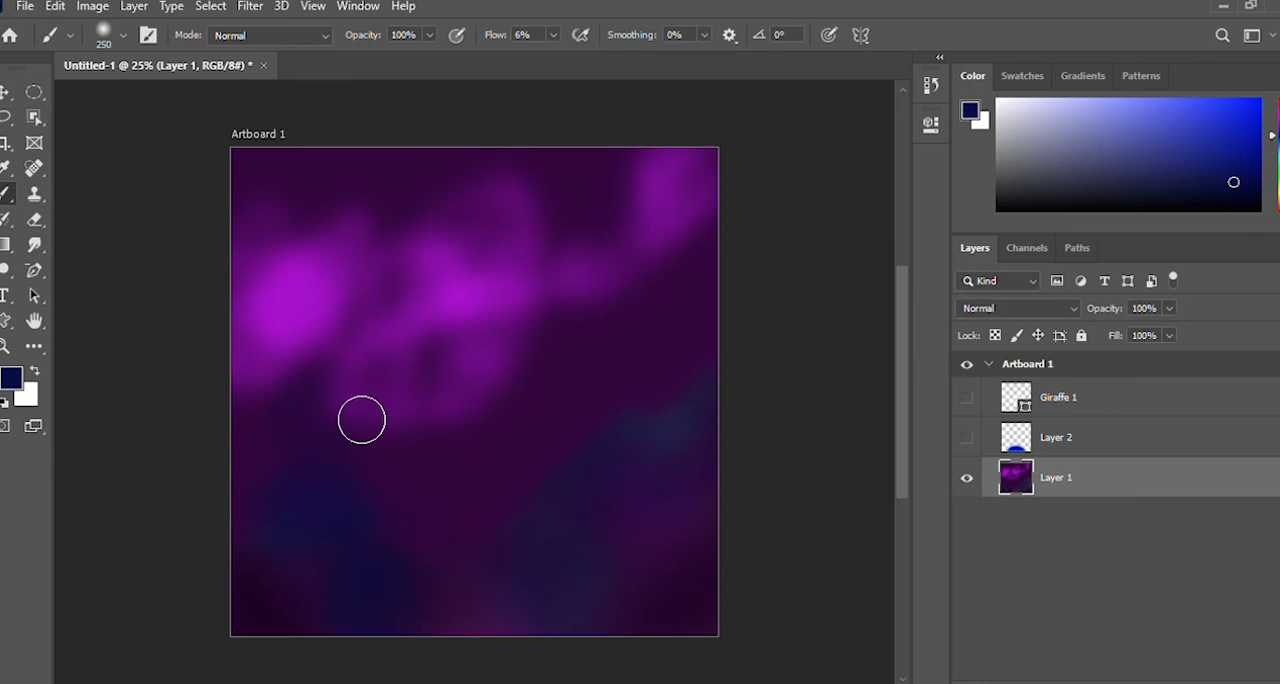 File Edit Image Layer Type Select Filter 3D View Window Help
250 Mode: Normal Opacity: 100% Flow: 6% Smoothing: 0% 0°
Untitled-1 @ 25% (Layer 1, RGB/8#) * ×
Color Swatches Gradients Patterns
Artboard 1
Layers Channels Paths
Kind
Normal Opacity: 100%
Lock: Fill: 100%
Artboard 1
Giraffe 1
Layer 2
Layer 1